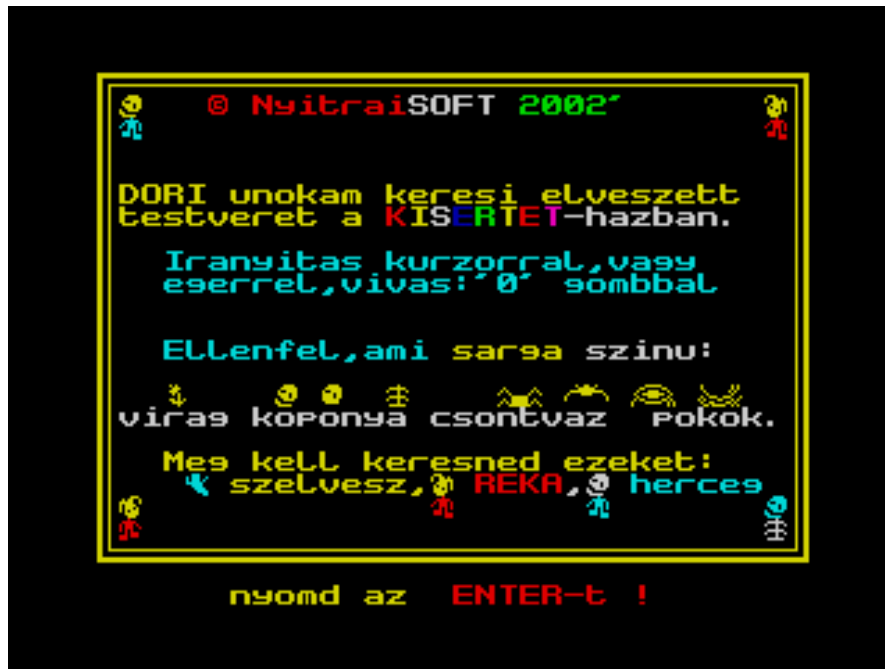 © NyitraiSOFT 2002'
DORI unokam keresi elveszett
testveret a KISERTET-hazban.
Iranyitas kurzorral,vagy
egerrel,vivas:'0' gombbal
Ellenfel,ami sarga szinu:
virag koponya csontvaz pokok.
Meg kell keresned ezeket:
szelvesz, REKA, herceg
nyomd az ENTER-t !